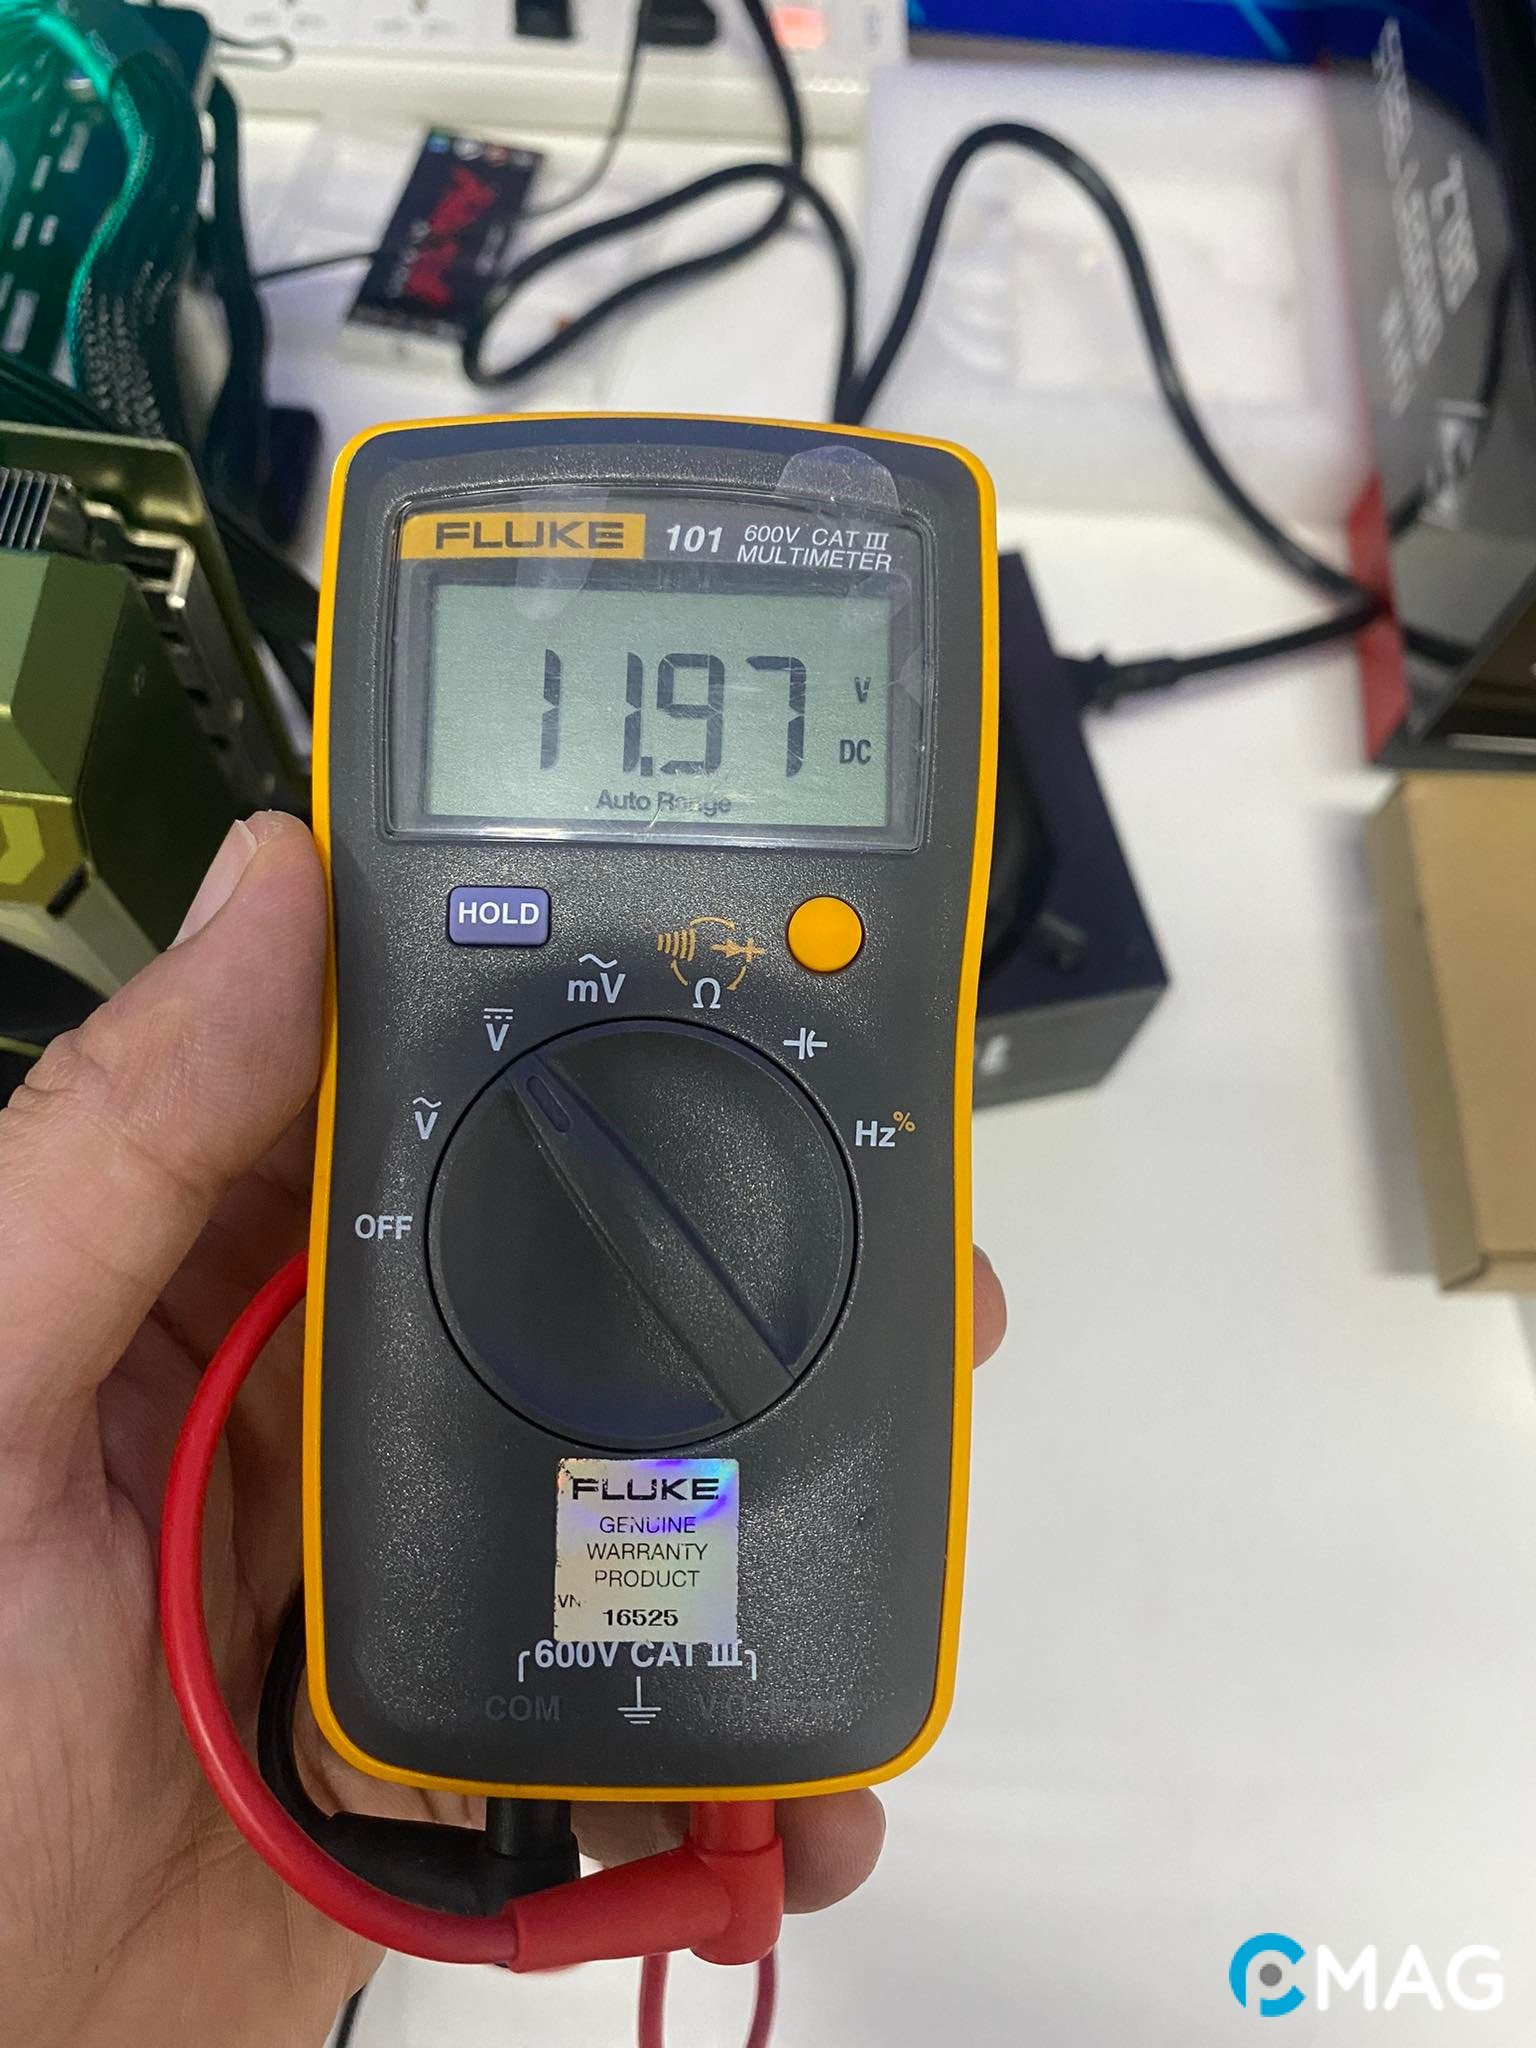 FLUKE 101 600V CAT III
MULTIMETER
11.97 V
DC
Auto Range
HOLD
mV
Ω
V
V
Hz%
OFF
FLUKE
GENUINE
WARRANTY
PRODUCT
VN-
16525
600V CAT III
COM
PCMAG